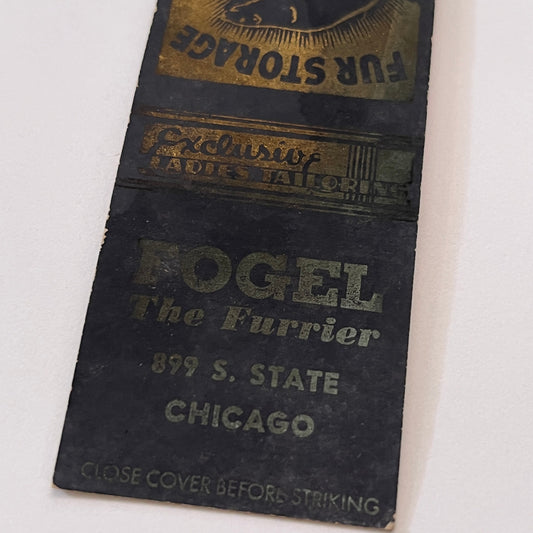 FUR STORAGE
Exclusive
LADIES TAILORING
FOGEL
The Furrier
899 S. STATE
CHICAGO
CLOSE COVER BEFORE STRIKING